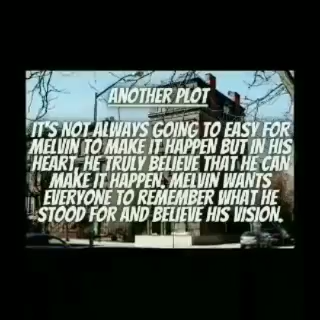 ANOTHER PLOT
IT'S NOT ALWAYS GOING TO EASY FOR
MELVIN TO MAKE IT HAPPEN BUT IN HIS
HEART, HE TRULY BELIEVE THAT HE CAN
MAKE IT HAPPEN. MELVIN WANTS
EVERYONE TO REMEMBER WHAT HE
STOOD FOR AND BELIEVE HIS VISION.